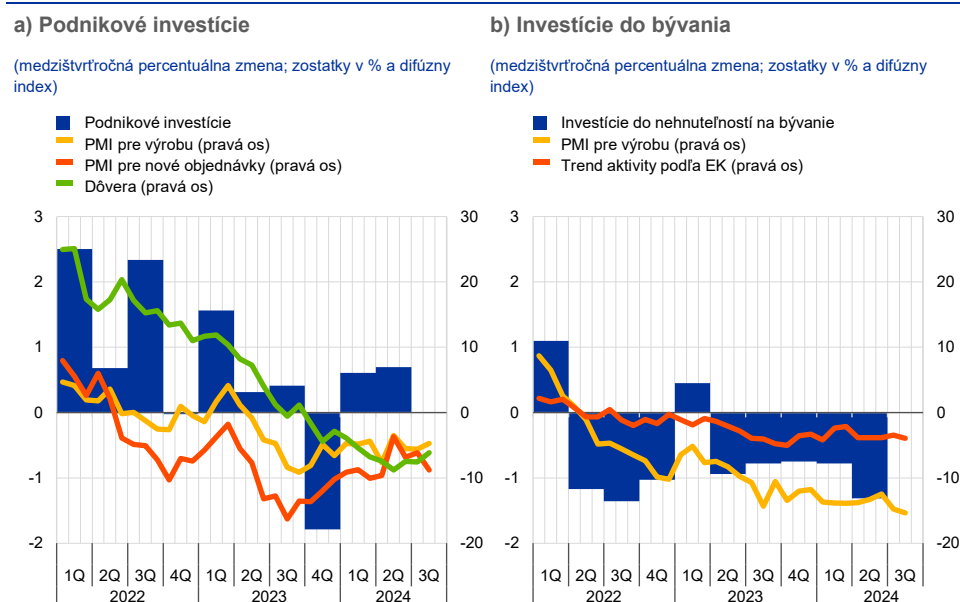 a) Podnikové investície
(medzištvrťročná percentuálna zmena; zostatky v % a difúzny
index)
Podnikové investície
PMI pre výrobu (pravá os)
PMI pre nové objednávky (pravá os)
Dôvera (pravá os)
3 30
2 20
1 10
0 0
-1 -10
-2 -20
1Q 2Q 3Q 4Q 1Q 2Q 3Q 4Q 1Q 2Q 3Q
2022 2023 2024
b) Investície do bývania
(medzištvrťročná percentuálna zmena; zostatky v % a difúzny
index)
Investície do nehnuteľností na bývanie
PMI pre výrobu (pravá os)
Trend aktivity podľa EK (pravá os)
3 30
2 20
1 10
0 0
-1 -10
-2 -20
1Q 2Q 3Q 4Q 1Q 2Q 3Q 4Q 1Q 2Q 3Q
2022 2023 2024